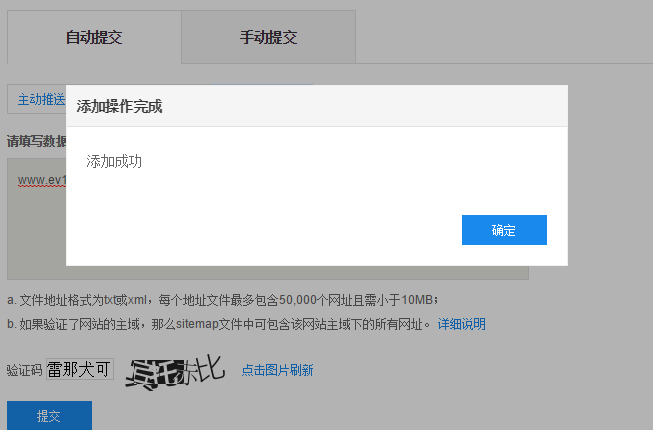 自动提交
手动提交
主动推送
添加操作完成
请填写数据
添加成功
www.ev1
确定
a. 文件地址格式为txt或xml，每个地址文件最多包含50,000个网址且需小于10MB；
b. 如果验证了网站的主域，那么sitemap文件中可包含该网站主域下的所有网址。 详细说明
验证码 雷那犬可 点击图片刷新
提交